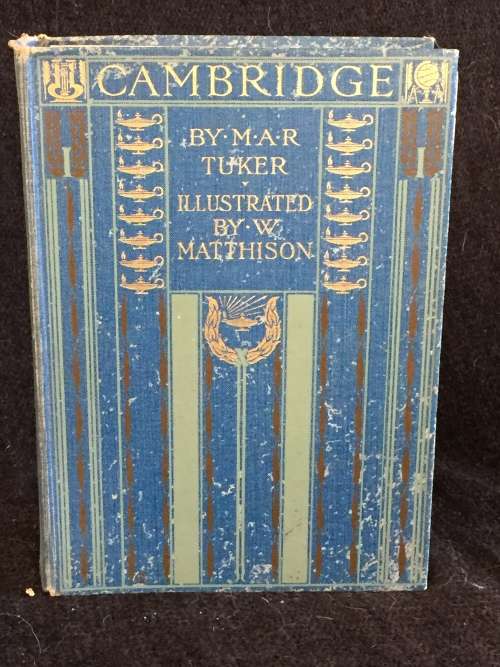 CAMBRIDGE
BY·M·A·R
TUKER
ILLUSTRATED
BY·W
MATTHISON